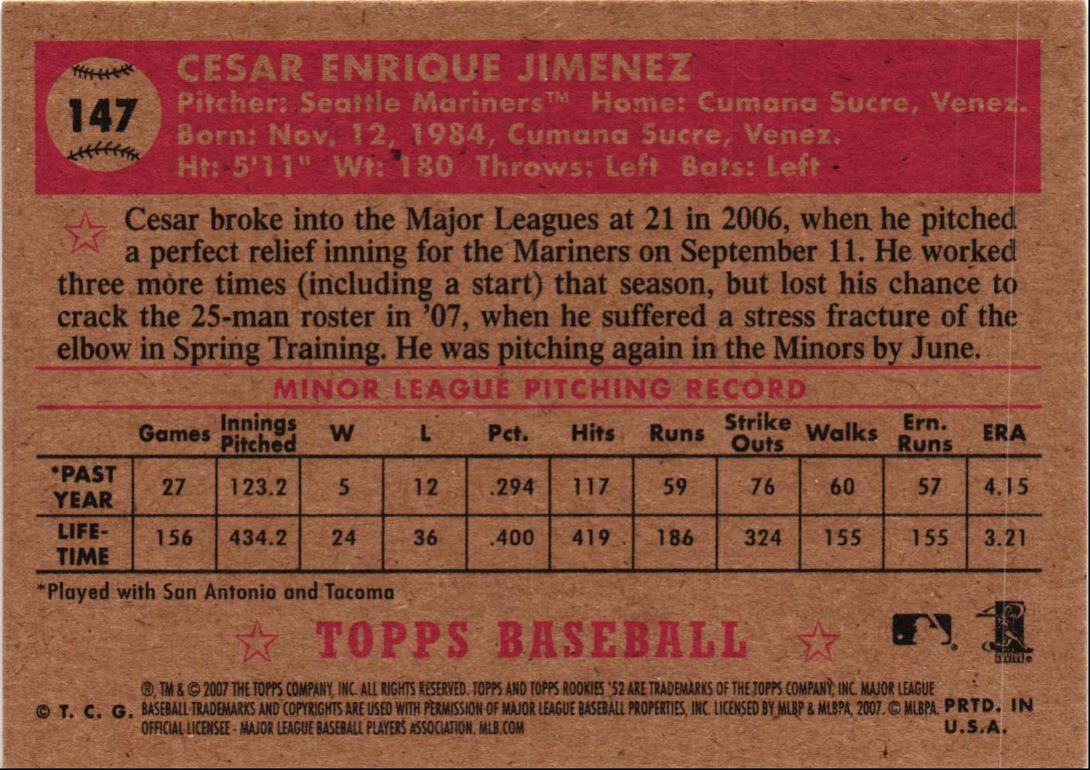 147
CESAR ENRIQUE JIMENEZ
Pitcher: Seattle Mariners™ Home: Cumana Sucre, Venez.
Born: Nov. 12, 1984, Cumana Sucre, Venez.
Ht: 5'11" Wt: 180 Throws: Left Bats: Left
Cesar broke into the Major Leagues at 21 in 2006, when he pitched
a perfect relief inning for the Mariners on September 11. He worked
three more times (including a start) that season, but lost his chance to
crack the 25-man roster in '07, when he suffered a stress fracture of the
elbow in Spring Training. He was pitching again in the Minors by June.
MINOR LEAGUE PITCHING RECORD
Games Innings Pitched W L Pct. Hits Runs Strike Outs Walks Ern. Runs ERA
*PAST YEAR 27 123.2 5 12 .294 117 59 76 60 57 4.15
LIFE-TIME 156 434.2 24 36 .400 419 186 324 155 155 3.21
*Played with San Antonio and Tacoma
TOPPS BASEBALL
®, TM & © 2007 THE TOPPS COMPANY, INC. ALL RIGHTS RESERVED. TOPPS AND TOPPS ROOKIES '52 ARE TRADEMARKS OF THE TOPPS COMPANY, INC. MAJOR LEAGUE
© T. C. G. BASEBALL TRADEMARKS AND COPYRIGHTS ARE USED WITH PERMISSION OF MAJOR LEAGUE BASEBALL PROPERTIES, INC. LICENSED BY MLBP & MLBPA, 2007. © MLBPA. PRTD. IN
OFFICIAL LICENSEE - MAJOR LEAGUE BASEBALL PLAYERS ASSOCIATION. MLB.COM U.S.A.